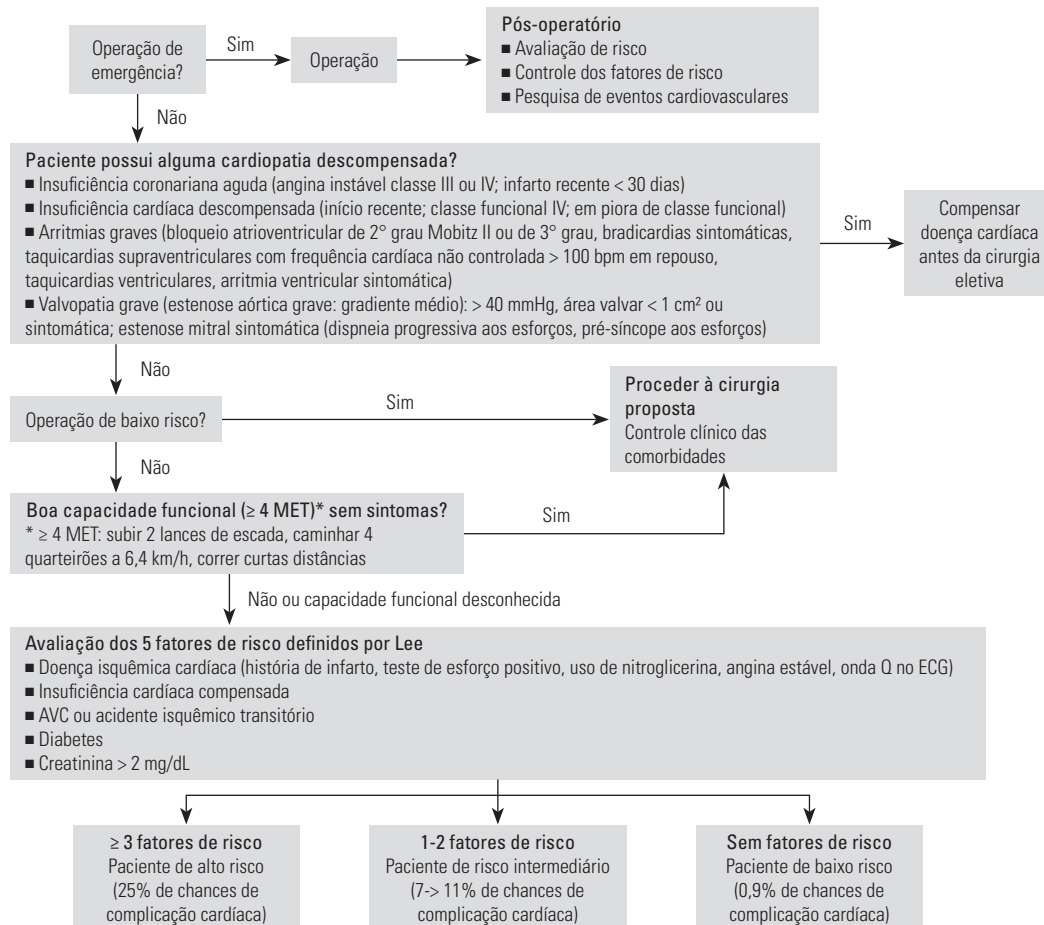 Operação de
emergência?
Sim
Operação
Pós-operatório
■ Avaliação de risco
■ Controle dos fatores de risco
■ Pesquisa de eventos cardiovasculares
Não
Paciente possui alguma cardiopatia descompensada?
■ Insuficiência coronariana aguda (angina instável classe III ou IV; infarto recente < 30 dias)
■ Insuficiência cardíaca descompensada (início recente; classe funcional IV; em piora de classe funcional)
■ Arritmias graves (bloqueio atrioventricular de 2° grau Mobitz II ou de 3° grau, bradicardias sintomáticas,
taquicardias supraventriculares com frequência cardíaca não controlada > 100 bpm em repouso,
taquicardias ventriculares, arritmia ventricular sintomática)
■ Valvopatia grave (estenose aórtica grave: gradiente médio): > 40 mmHg, área valvar < 1 cm² ou
sintomática; estenose mitral sintomática (dispneia progressiva aos esforços, pré-síncope aos esforços)
Sim
Compensar
doença cardíaca
antes da cirurgia
eletiva
Não
Operação de baixo risco?
Sim
Proceder à cirurgia
proposta
Controle clínico das
comorbidades
Não
Boa capacidade funcional (≥ 4 MET)* sem sintomas?
* ≥ 4 MET: subir 2 lances de escada, caminhar 4
quarteirões a 6,4 km/h, correr curtas distâncias
Sim
Não ou capacidade funcional desconhecida
Avaliação dos 5 fatores de risco definidos por Lee
■ Doença isquêmica cardíaca (história de infarto, teste de esforço positivo, uso de nitroglicerina, angina estável, onda Q no ECG)
■ Insuficiência cardíaca compensada
■ AVC ou acidente isquêmico transitório
■ Diabetes
■ Creatinina > 2 mg/dL
≥ 3 fatores de risco
Paciente de alto risco
(25% de chances de
complicação cardíaca)
1-2 fatores de risco
Paciente de risco intermediário
(7-> 11% de chances de
complicação cardíaca)
Sem fatores de risco
Paciente de baixo risco
(0,9% de chances de
complicação cardíaca)